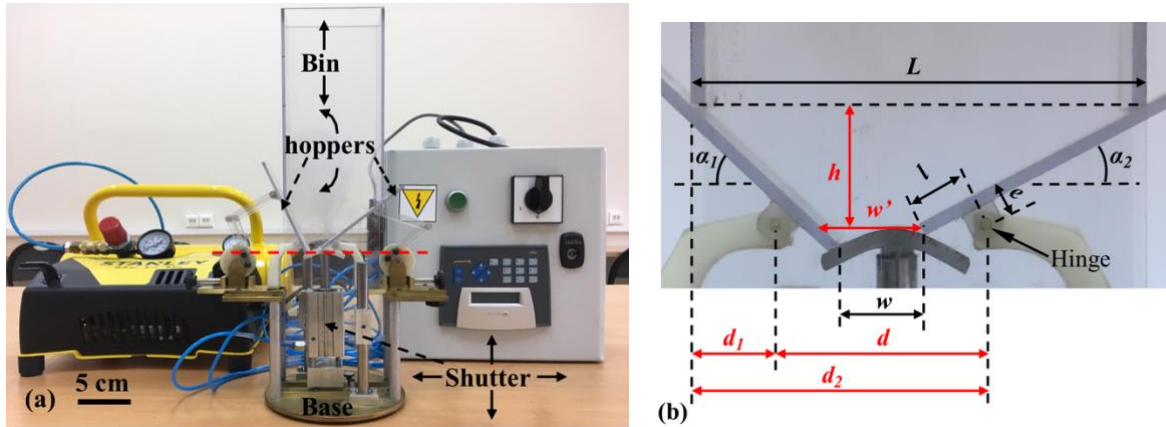 Bin
hoppers
STANLEY
Shutter
Base
5 cm
(a)
L
α₁
α₂
h
l
e
w’
Hinge
w
d₁
d
d₂
(b)